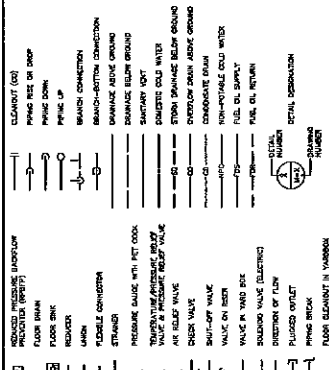 CLEANOUT (CO)
PIPING RISE OR DROP
PIPING DOWN
PIPING UP
BRANCH CONNECTION
BRANCH-BOTTOM CONNECTION
DRAINAGE ABOVE GROUND
DRAINAGE BELOW GROUND
SANITARY VENT
DOMESTIC COLD WATER
STORM DRAINAGE BELOW GROUND
OVERFLOW DRAIN ABOVE GROUND
CONDENSATE DRAIN
NON-POTABLE COLD WATER
FUEL OIL SUPPLY
FUEL OIL RETURN
DETAIL DESIGNATION
DETAIL
NUMBER
DRAWING
NUMBER
REDUCED PRESSURE BACKFLOW
PREVENTER
FLOOR DRAIN
FLOOR SINK
REDUCER
UNION
FLEXIBLE CONNECTOR
STRAINER
PRESSURE GAUGE WITH PET COCK
TEMPERATURE/PRESSURE RELIEF
VALVE & PRESSURE RELIEF VALVE
AIR RELIEF VALVE
CHECK VALVE
SHUT-OFF VALVE
VALVE ON RISER
VALVE IN YARD BOX
SOLENOID VALVE (ELECTRIC)
DIRECTION OF FLOW
PLUGGED OUTLET
PIPING BREAK
FLOOR CLEANOUT IN YARDBOX